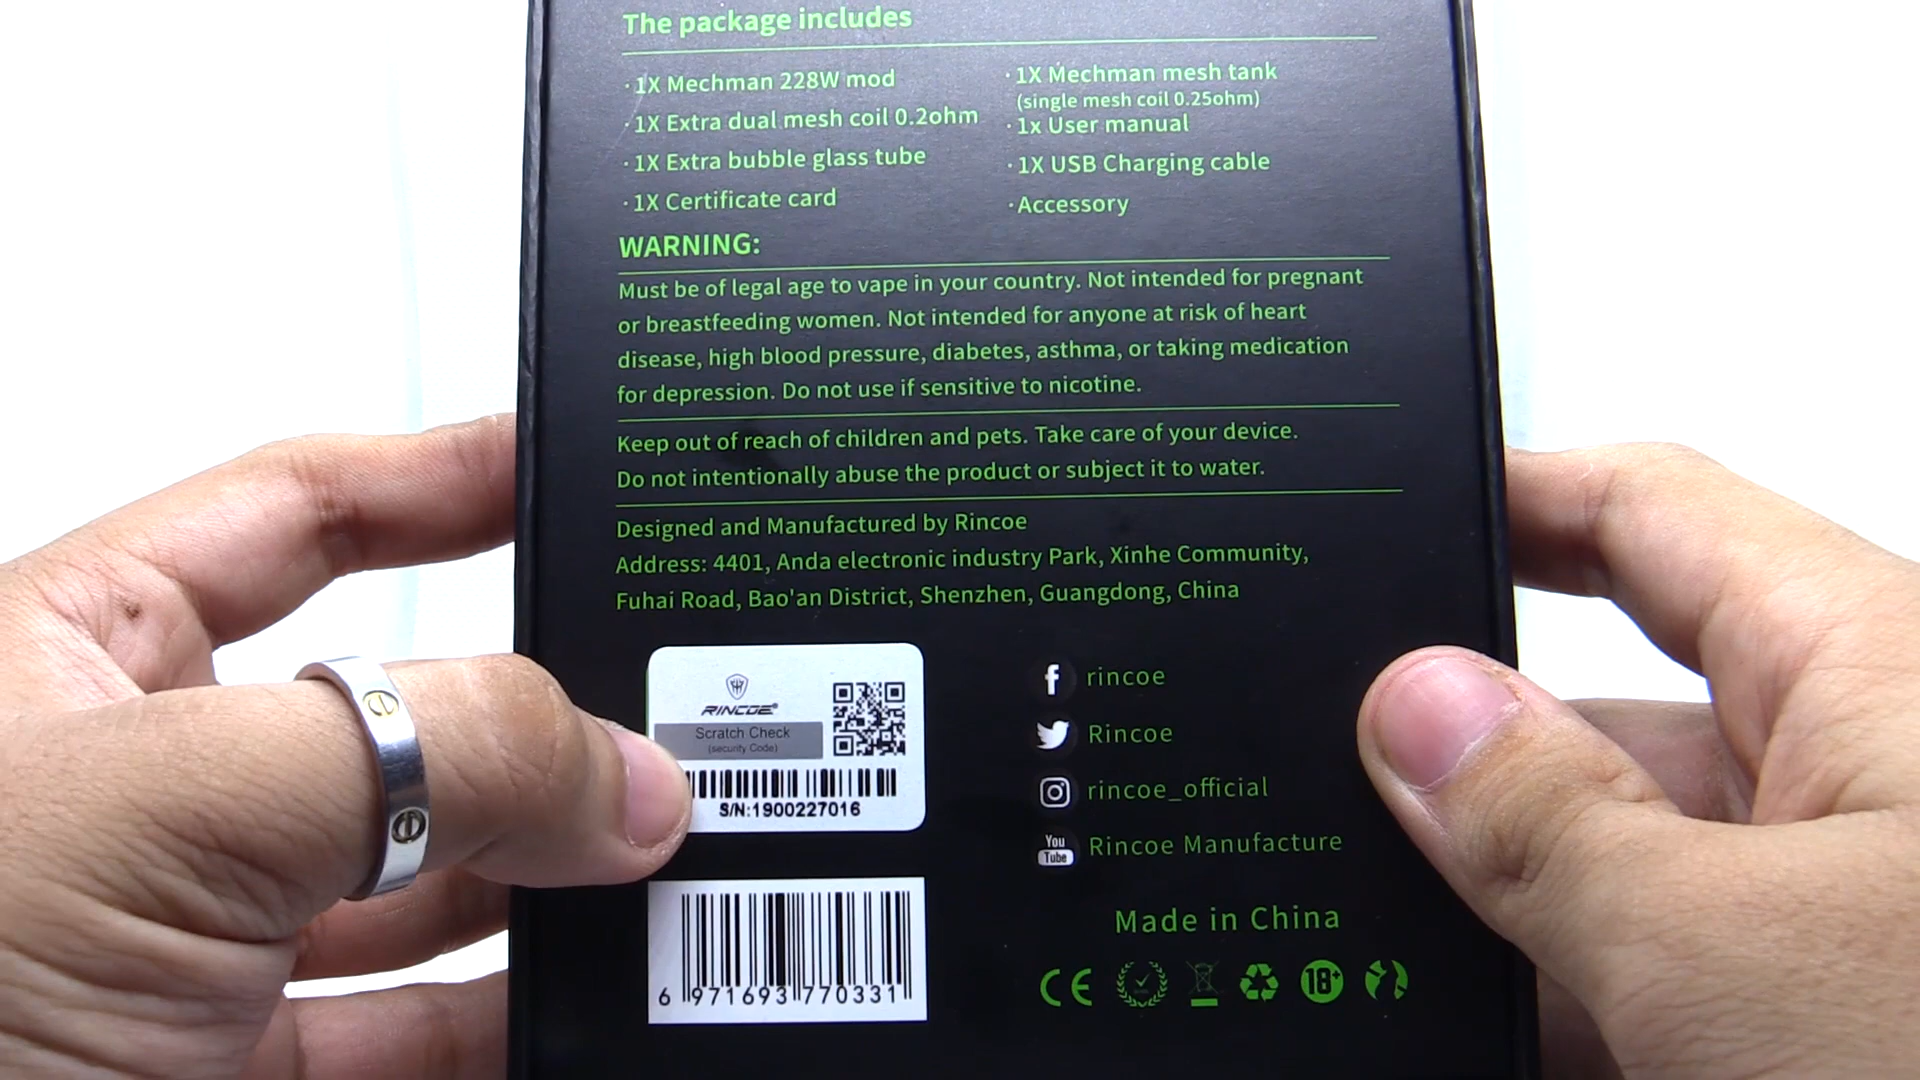 The package includes
· 1X Mechman 228W mod
· 1X Extra dual mesh coil 0.2ohm
· 1X Extra bubble glass tube
· 1X Certificate card
· 1X Mechman mesh tank
(single mesh coil 0.25ohm)
· 1x User manual
· 1X USB Charging cable
· Accessory
WARNING:
Must be of legal age to vape in your country. Not intended for pregnant
or breastfeeding women. Not intended for anyone at risk of heart
disease, high blood pressure, diabetes, asthma, or taking medication
for depression. Do not use if sensitive to nicotine.
Keep out of reach of children and pets. Take care of your device.
Do not intentionally abuse the product or subject it to water.
Designed and Manufactured by Rincoe
Address: 4401, Anda electronic industry Park, Xinhe Community,
Fuhai Road, Bao'an District, Shenzhen, Guangdong, China
RINCOE®
Scratch Check
(security Code)
S/N:1900227016
6 971693 770331
f rincoe
Rincoe
rincoe_official
You Tube Rincoe Manufacture
Made in China
CE
18+